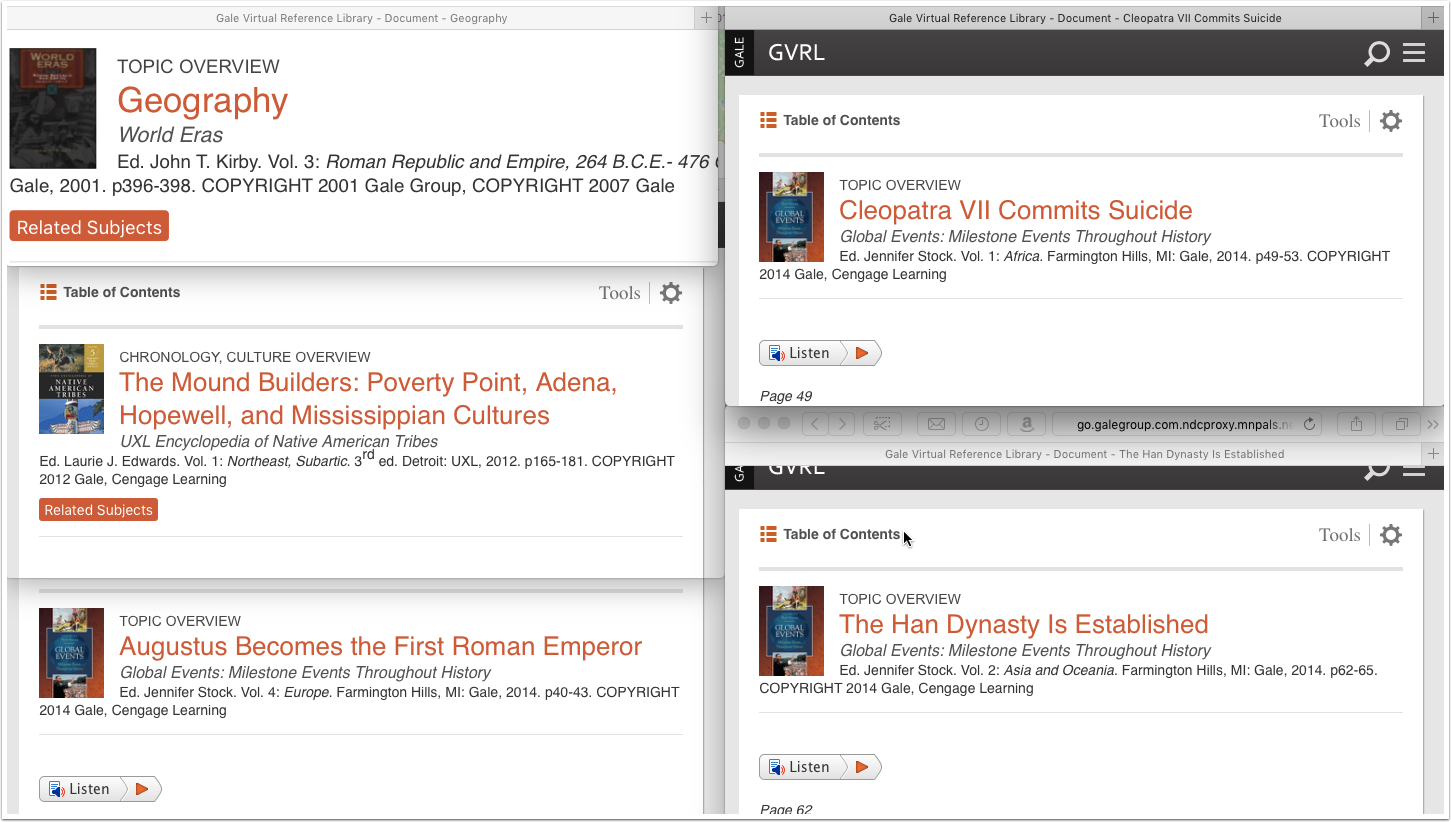 Gale Virtual Reference Library – Document – Geography
TOPIC OVERVIEW
Geography
World Eras
Ed. John T. Kirby. Vol. 3: Roman Republic and Empire, 264 B.C.E.- 476
Gale, 2001. p396-398. COPYRIGHT 2001 Gale Group, COPYRIGHT 2007 Gale
Related Subjects
WORLD
ERAS
Table of Contents
Tools
CHRONOLOGY, CULTURE OVERVIEW
The Mound Builders: Poverty Point, Adena,
Hopewell, and Mississippian Cultures
UXL Encyclopedia of Native American Tribes
Ed. Laurie J. Edwards. Vol. 1: Northeast, Subartic. 3rd ed. Detroit: UXL, 2012. p165-181. COPYRIGHT
2012 Gale, Cengage Learning
Related Subjects
NATIVE
AMERICAN
TRIBES
TOPIC OVERVIEW
Augustus Becomes the First Roman Emperor
Global Events: Milestone Events Throughout History
Ed. Jennifer Stock. Vol. 4: Europe. Farmington Hills, MI: Gale, 2014. p40-43. COPYRIGHT
2014 Gale, Cengage Learning
GLOBAL
EVENTS
Listen
Gale Virtual Reference Library – Document – Cleopatra VII Commits Suicide
GALE
GVRL
Table of Contents
Tools
TOPIC OVERVIEW
Cleopatra VII Commits Suicide
Global Events: Milestone Events Throughout History
Ed. Jennifer Stock. Vol. 1: Africa. Farmington Hills, MI: Gale, 2014. p49-53. COPYRIGHT
2014 Gale, Cengage Learning
GLOBAL
EVENTS
Listen
Page 49
go.galegroup.com.ndcproxy.mnpals.n
Gale Virtual Reference Library – Document – The Han Dynasty Is Established
GVRL
Table of Contents
Tools
TOPIC OVERVIEW
The Han Dynasty Is Established
Global Events: Milestone Events Throughout History
Ed. Jennifer Stock. Vol. 2: Asia and Oceania. Farmington Hills, MI: Gale, 2014. p62-65.
COPYRIGHT 2014 Gale, Cengage Learning
GLOBAL
EVENTS
Listen
Page 62